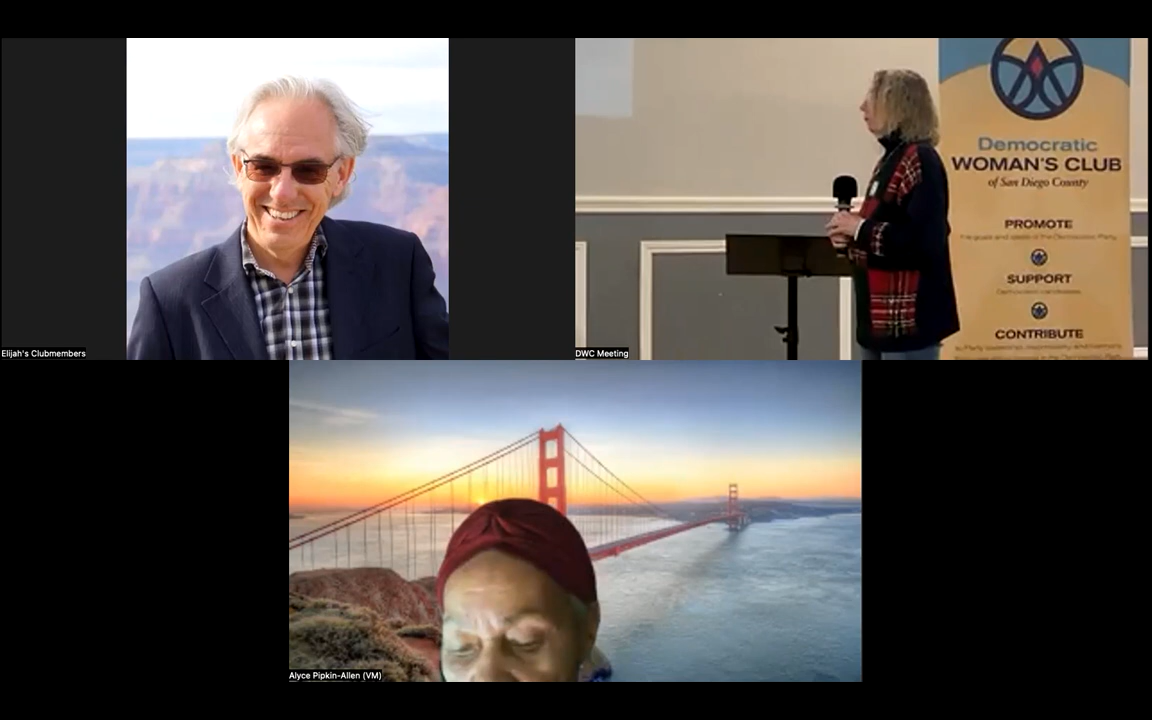 Elijah's Clubmembers
Democratic
WOMAN'S CLUB
of San Diego County
PROMOTE
SUPPORT
CONTRIBUTE
DWC Meeting
Alyce Pipkin-Allen (VM)